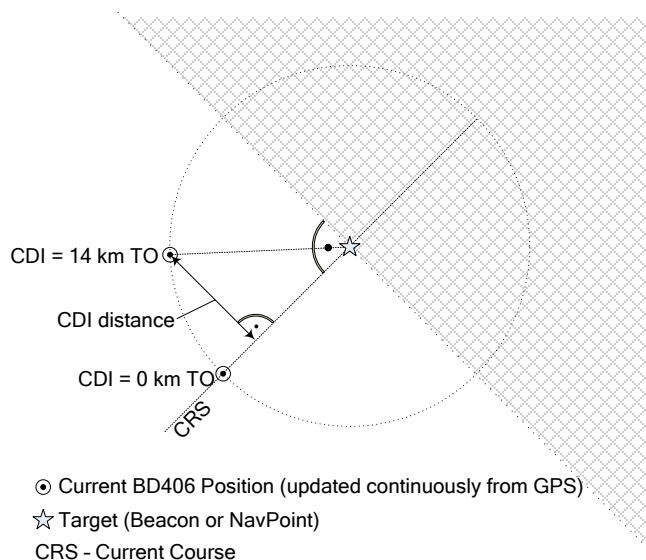 CDI = 14 km TO
CDI distance
CDI = 0 km TO
CRS
Current BD406 Position (updated continuously from GPS)
Target (Beacon or NavPoint)
CRS - Current Course